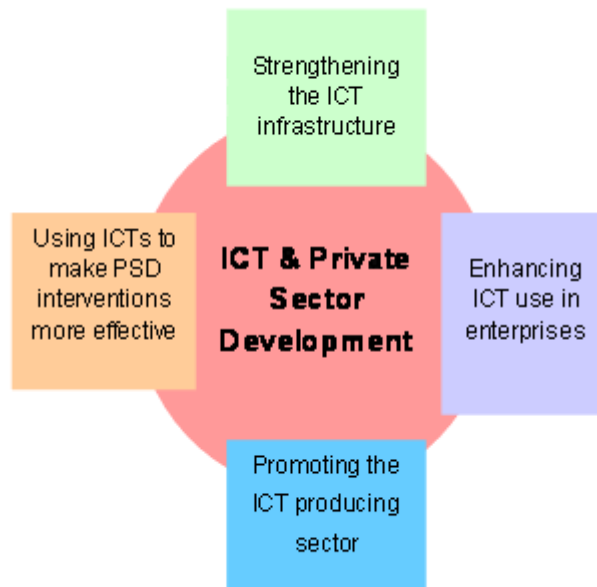 Strengthening
the ICT
infrastructure
Using ICTs to
make PSD
interventions
more effective
ICT & Private
Sector
Development
Enhancing
ICT use in
enterprises
Promoting the
ICT producing
sector